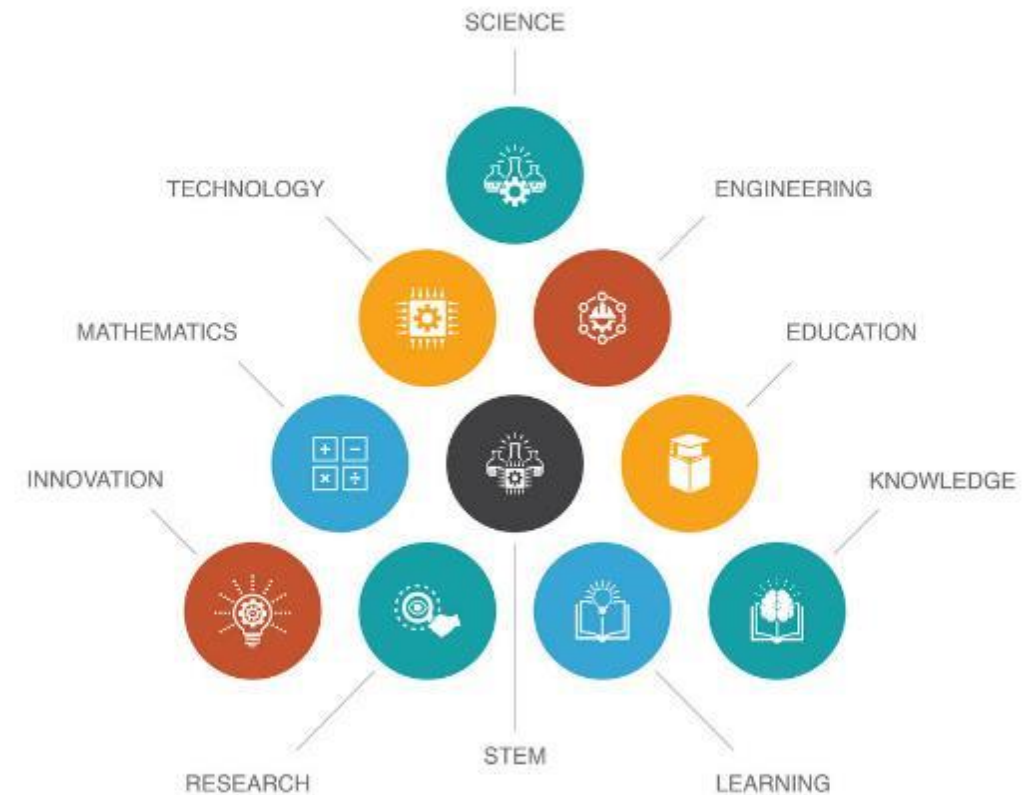 SCIENCE
TECHNOLOGY
ENGINEERING
MATHEMATICS
EDUCATION
INNOVATION
KNOWLEDGE
STEM
RESEARCH
LEARNING